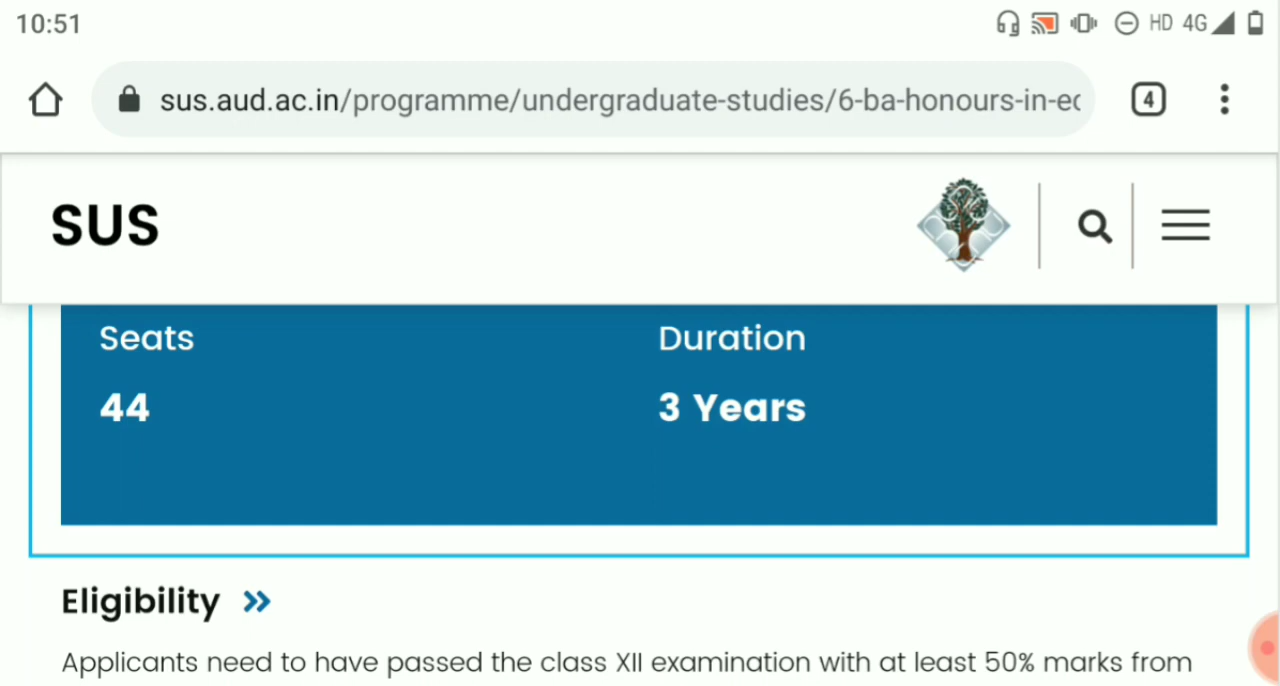 10:51 HD 4G
sus.aud.ac.in/programme/undergraduate-studies/6-ba-honours-in-ec 4
SUS
Seats Duration
44 3 Years
Eligibility »
Applicants need to have passed the class XII examination with at least 50% marks from